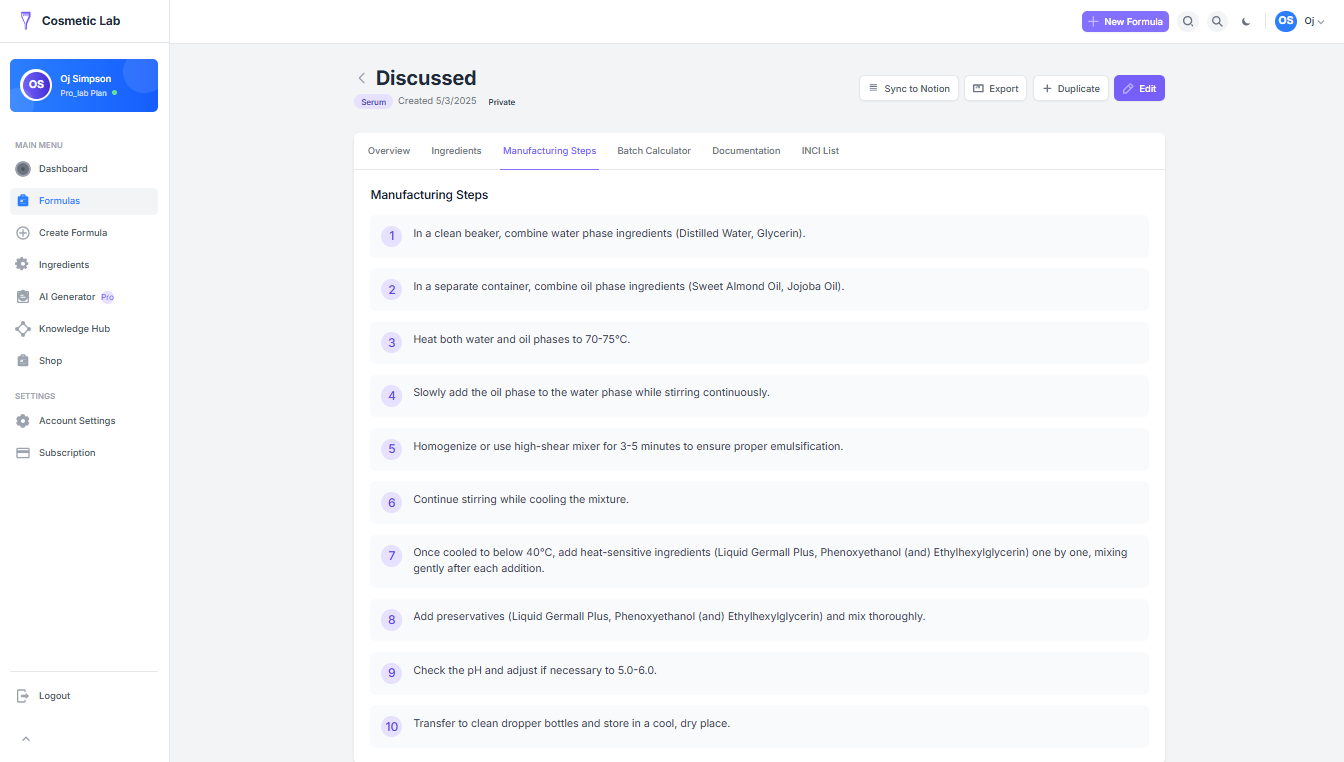 Cosmetic Lab
New Formula
OS
Oj
OS
Oj Simpson
Pro_lab Plan
MAIN MENU
Dashboard
Formulas
Create Formula
Ingredients
AI Generator Pro
Knowledge Hub
Shop
SETTINGS
Account Settings
Subscription
Logout
Discussed
Serum Created 5/3/2025 Private
Sync to Notion
Export
Duplicate
Edit
Overview Ingredients Manufacturing Steps Batch Calculator Documentation INCI List
Manufacturing Steps
1 In a clean beaker, combine water phase ingredients (Distilled Water, Glycerin).
2 In a separate container, combine oil phase ingredients (Sweet Almond Oil, Jojoba Oil).
3 Heat both water and oil phases to 70-75°C.
4 Slowly add the oil phase to the water phase while stirring continuously.
5 Homogenize or use high-shear mixer for 3-5 minutes to ensure proper emulsification.
6 Continue stirring while cooling the mixture.
7 Once cooled to below 40°C, add heat-sensitive ingredients (Liquid Germall Plus, Phenoxyethanol (and) Ethylhexylglycerin) one by one, mixing
gently after each addition.
8 Add preservatives (Liquid Germall Plus, Phenoxyethanol (and) Ethylhexylglycerin) and mix thoroughly.
9 Check the pH and adjust if necessary to 5.0-6.0.
10 Transfer to clean dropper bottles and store in a cool, dry place.